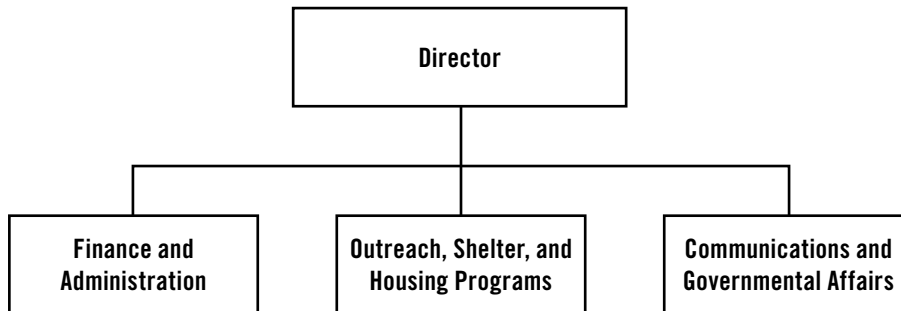 Director
Finance and
Administration
Outreach, Shelter, and
Housing Programs
Communications and
Governmental Affairs